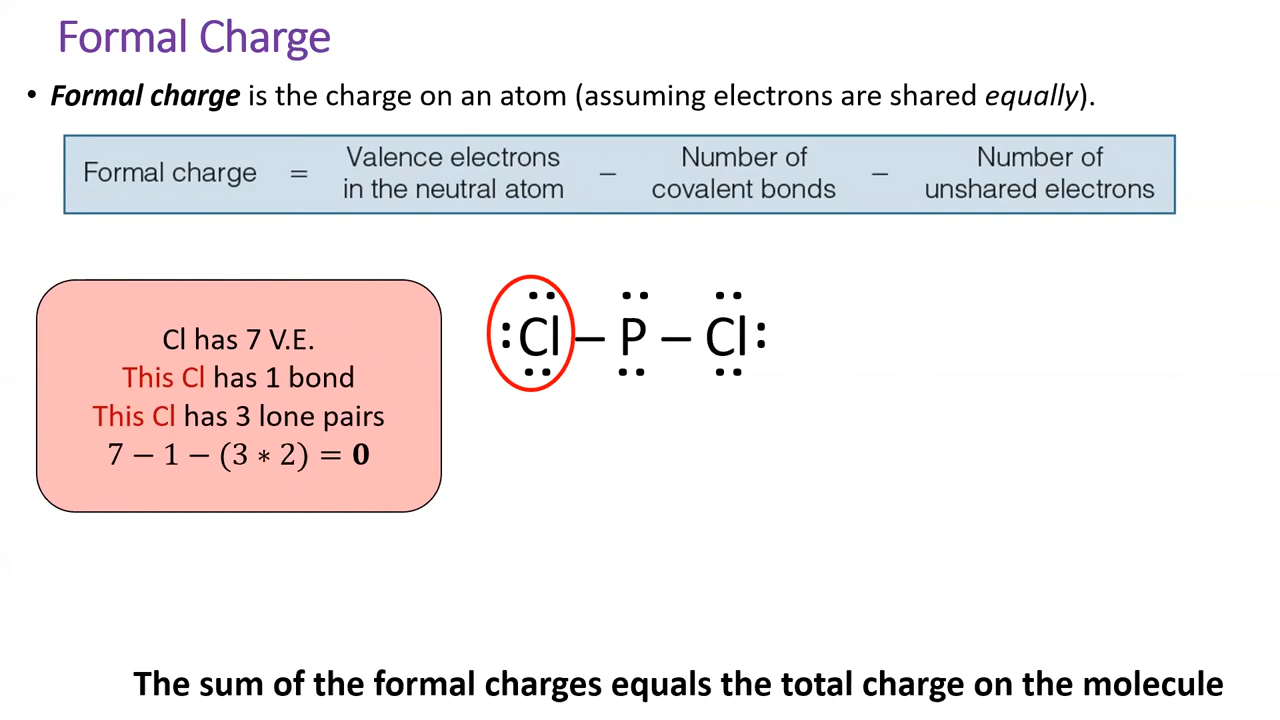 Formal Charge
• Formal charge is the charge on an atom (assuming electrons are shared equally).
Formal charge = Valence electrons in the neutral atom − Number of covalent bonds − Number of unshared electrons
Cl has 7 V.E.
This Cl has 1 bond
This Cl has 3 lone pairs
7 − 1 − (3 ∗ 2) = 0
:Cl – P – Cl:
The sum of the formal charges equals the total charge on the molecule